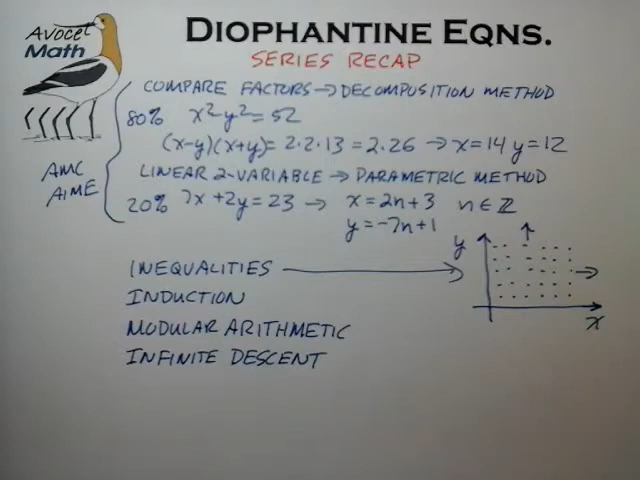 Avocet
Math
DIOPHANTINE EQNS.
SERIES RECAP
COMPARE FACTORS → DECOMPOSITION METHOD
80% x²-y²=52
(x-y)(x+y)=2·2·13=2·26 → x=14 y=12
AMC
AIME
LINEAR 2-VARIABLE → PARAMETRIC METHOD
20% 7x+2y=23 → x=2n+3 n∈ℤ
y=-7n+1
INEQUALITIES
INDUCTION
MODULAR ARITHMETIC
INFINITE DESCENT
y
x